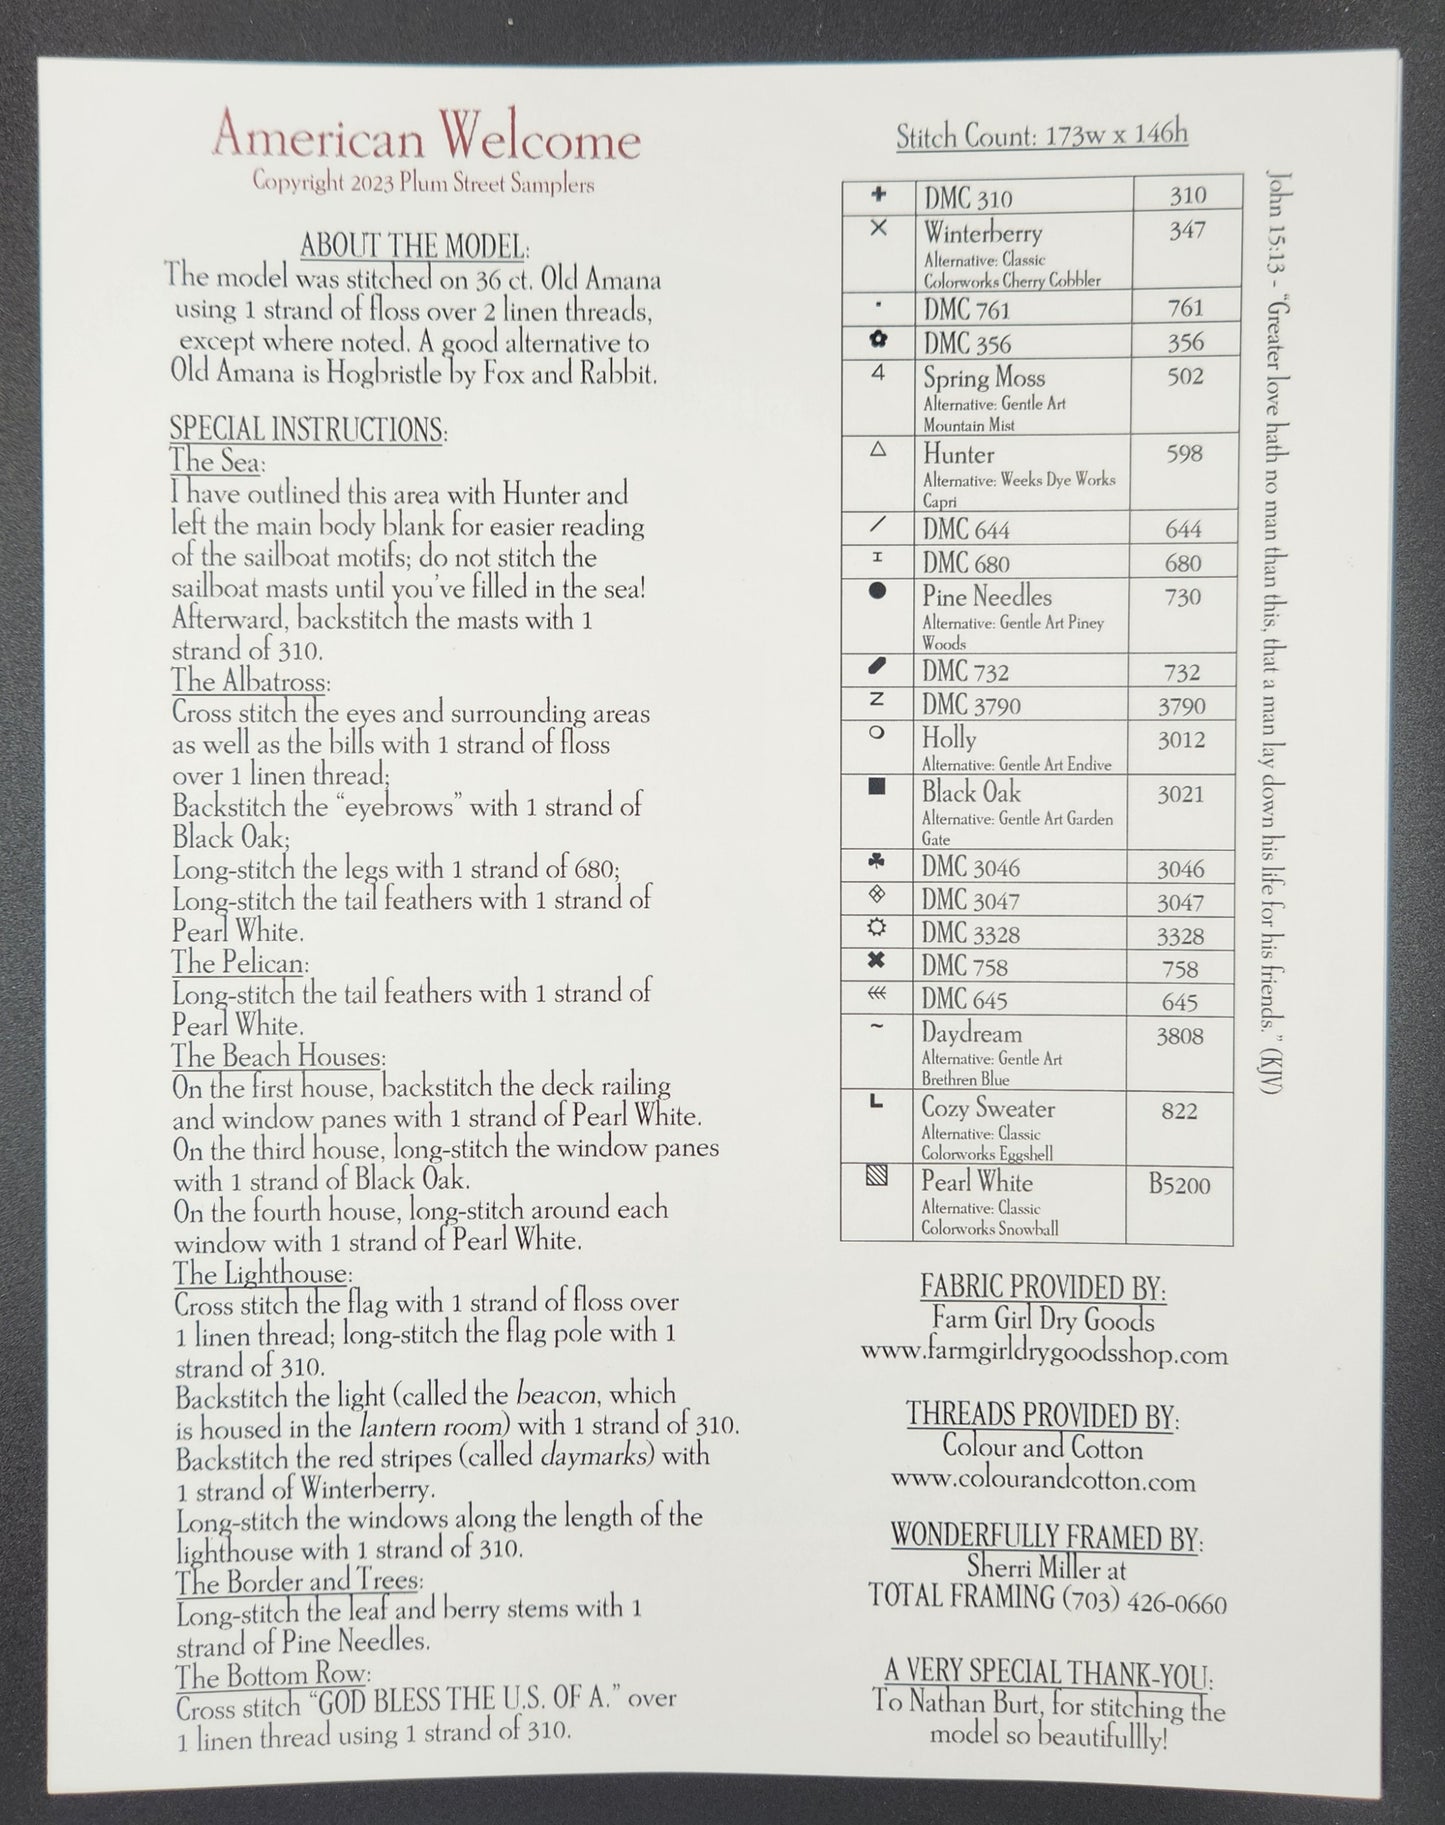 American Welcome
Copyright 2023 Plum Street Samplers
ABOUT THE MODEL:
The model was stitched on 36 ct. Old Amana
using 1 strand of floss over 2 linen threads,
except where noted. A good alternative to
Old Amana is Hogbristle by Fox and Rabbit.
SPECIAL INSTRUCTIONS:
The Sea:
I have outlined this area with Hunter and
left the main body blank for easier reading
of the sailboat motifs; do not stitch the
sailboat masts until you've filled in the sea!
Afterward, backstitch the masts with 1
strand of 310.
The Albatross:
Cross stitch the eyes and surrounding areas
as well as the bills with 1 strand of floss
over 1 linen thread;
Backstitch the “eyebrows” with 1 strand of
Black Oak;
Long-stitch the legs with 1 strand of 680;
Long-stitch the tail feathers with 1 strand of
Pearl White.
The Pelican:
Long-stitch the tail feathers with 1 strand of
Pearl White.
The Beach Houses:
On the first house, backstitch the deck railing
and window panes with 1 strand of Pearl White.
On the third house, long-stitch the window panes
with 1 strand of Black Oak.
On the fourth house, long-stitch around each
window with 1 strand of Pearl White.
The Lighthouse:
Cross stitch the flag with 1 strand of floss over
1 linen thread; long-stitch the flag pole with 1
strand of 310.
Backstitch the light (called the beacon, which
is housed in the lantern room) with 1 strand of 310.
Backstitch the red stripes (called daymarks) with
1 strand of Winterberry.
Long-stitch the windows along the length of the
lighthouse with 1 strand of 310.
The Border and Trees:
Long-stitch the leaf and berry stems with 1
strand of Pine Needles.
The Bottom Row:
Cross stitch “GOD BLESS THE U.S. OF A.” over
1 linen thread using 1 strand of 310.
Stitch Count: 173w x 146h
DMC 310 310
Winterberry 347
Alternative: Classic
Colorworks Cherry Cobbler
DMC 761 761
DMC 356 356
4 Spring Moss 502
Alternative: Gentle Art
Mountain Mist
Hunter 598
Alternative: Weeks Dye Works
Capri
DMC 644 644
I DMC 680 680
Pine Needles 730
Alternative: Gentle Art Piney
Woods
DMC 732 732
Z DMC 3790 3790
Holly 3012
Alternative: Gentle Art Endive
Black Oak 3021
Alternative: Gentle Art Garden
Gate
DMC 3046 3046
DMC 3047 3047
DMC 3328 3328
DMC 758 758
DMC 645 645
~ Daydream 3808
Alternative: Gentle Art
Brethren Blue
L Cozy Sweater 822
Alternative: Classic
Colorworks Eggshell
Pearl White B5200
Alternative: Classic
Colorworks Snowball
John 15:13 - “Greater love hath no man than this, that a man lay down his life for his friends.” (KJV)
FABRIC PROVIDED BY:
Farm Girl Dry Goods
www.farmgirldrygoodsshop.com
THREADS PROVIDED BY:
Colour and Cotton
www.colourandcotton.com
WONDERFULLY FRAMED BY:
Sherri Miller at
TOTAL FRAMING (703) 426-0660
A VERY SPECIAL THANK-YOU:
To Nathan Burt, for stitching the
model so beautifullly!